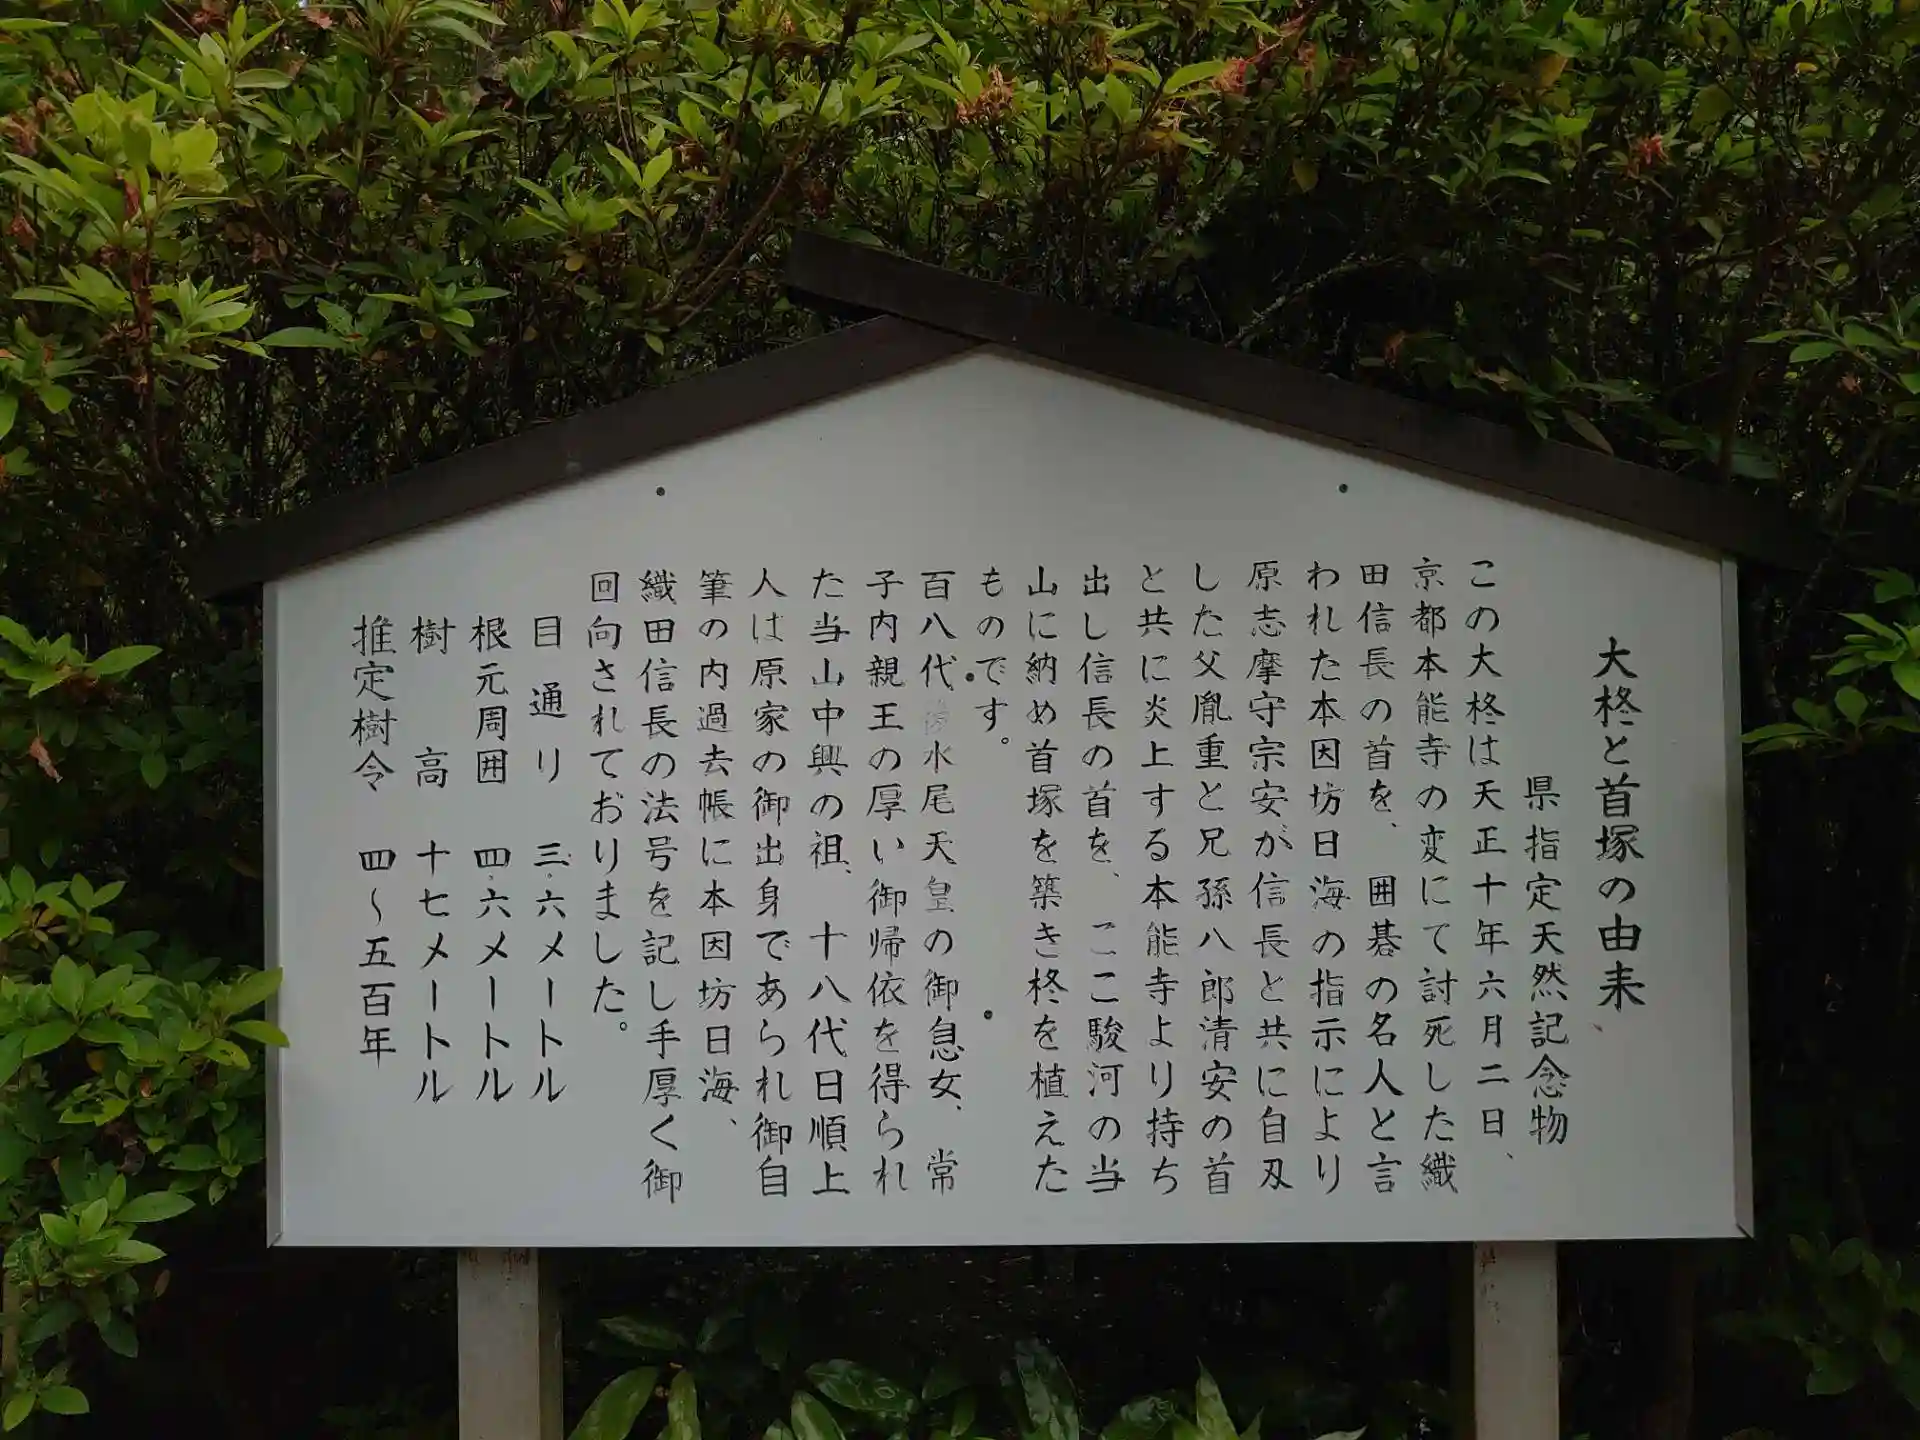 大柊と首塚の由来
県指定天然記念物
この大柊は天正十年六月二日、
京都本能寺の変にて討死した織
田信長の首を、囲碁の名人と言
われた本因坊日海の指示により
原志摩守宗安が信長と共に自刃
した父胤重と兄孫八郎清安の首
と共に炎上する本能寺より持ち
出し信長の首を、ここ駿河の当
山に納め首塚を築き柊を植えた
ものです。
百八代後水尾天皇の御息女、常
子内親王の厚い御帰依を得られ
た当山中興の祖、十八代日順上
人は原家の御出身であられ御自
筆の内過去帳に本因坊日海、
織田信長の法号を記し手厚く御
回向されておりました。
目通り 三・六メートル
根元周囲 四・六メートル
樹高 十七メートル
推定樹令 四～五百年